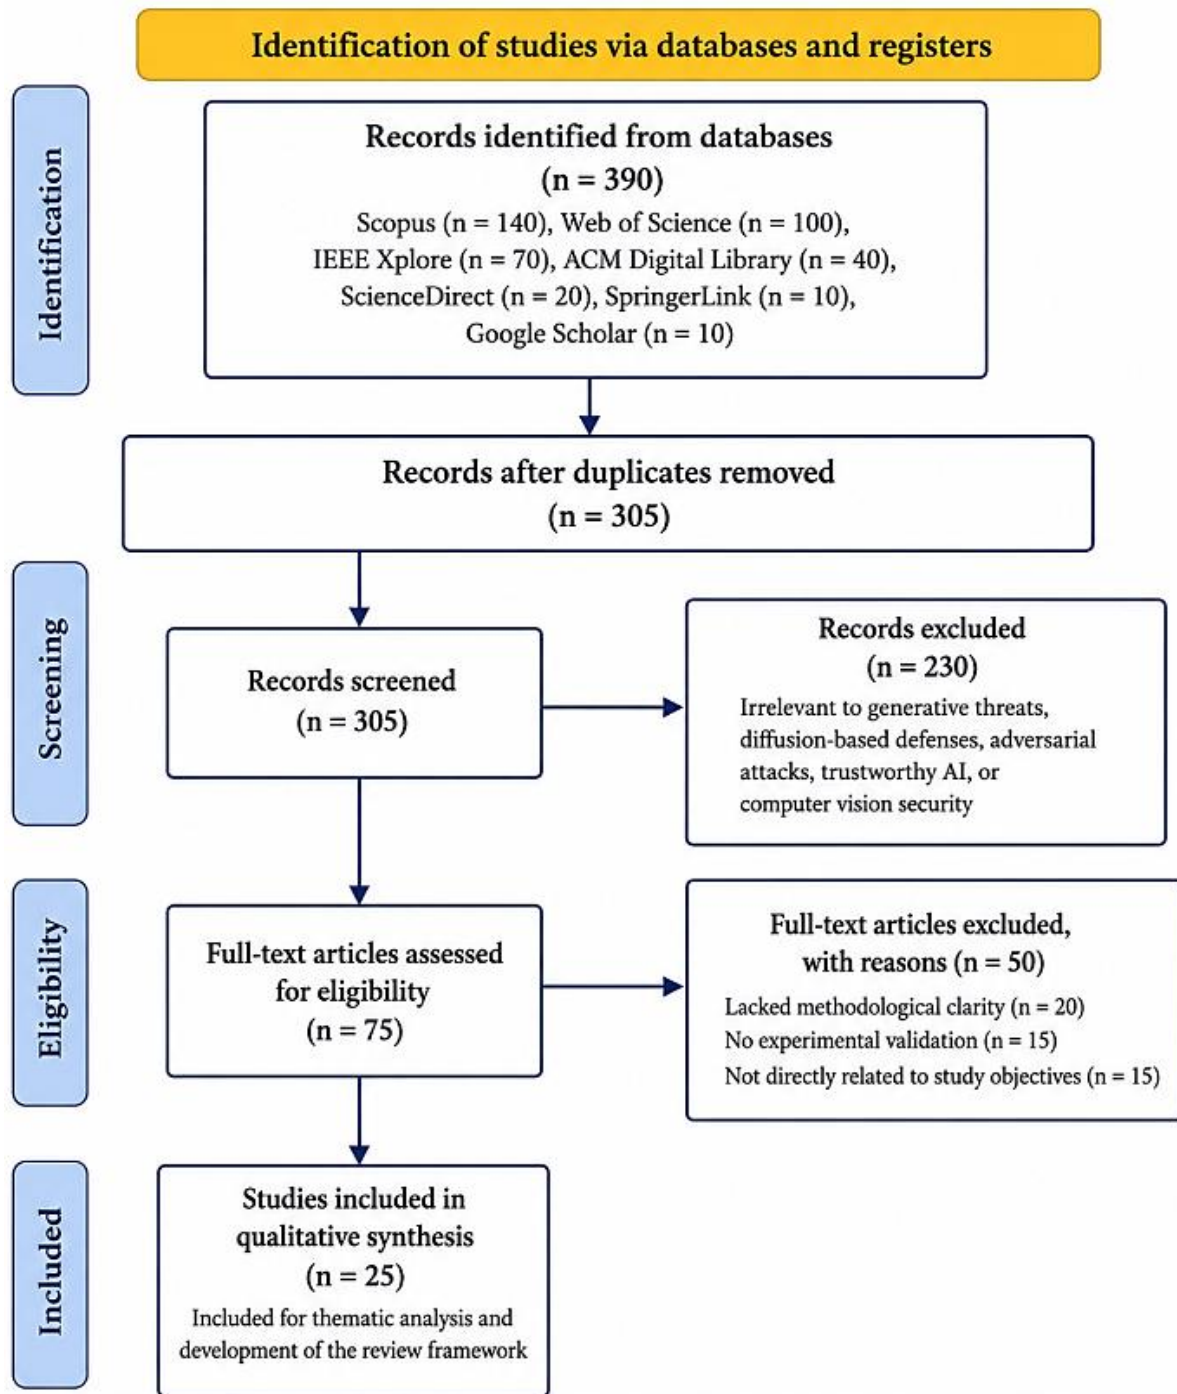 Identification of studies via databases and registers
Identification
Records identified from databases
(n = 390)
Scopus (n = 140), Web of Science (n = 100),
IEEE Xplore (n = 70), ACM Digital Library (n = 40),
ScienceDirect (n = 20), SpringerLink (n = 10),
Google Scholar (n = 10)
Records after duplicates removed
(n = 305)
Screening
Records screened
(n = 305)
Records excluded
(n = 230)
Irrelevant to generative threats,
diffusion-based defenses, adversarial
attacks, trustworthy AI, or
computer vision security
Eligibility
Full-text articles assessed
for eligibility
(n = 75)
Full-text articles excluded,
with reasons (n = 50)
Lacked methodological clarity (n = 20)
No experimental validation (n = 15)
Not directly related to study objectives (n = 15)
Included
Studies included in
qualitative synthesis
(n = 25)
Included for thematic analysis and
development of the review framework